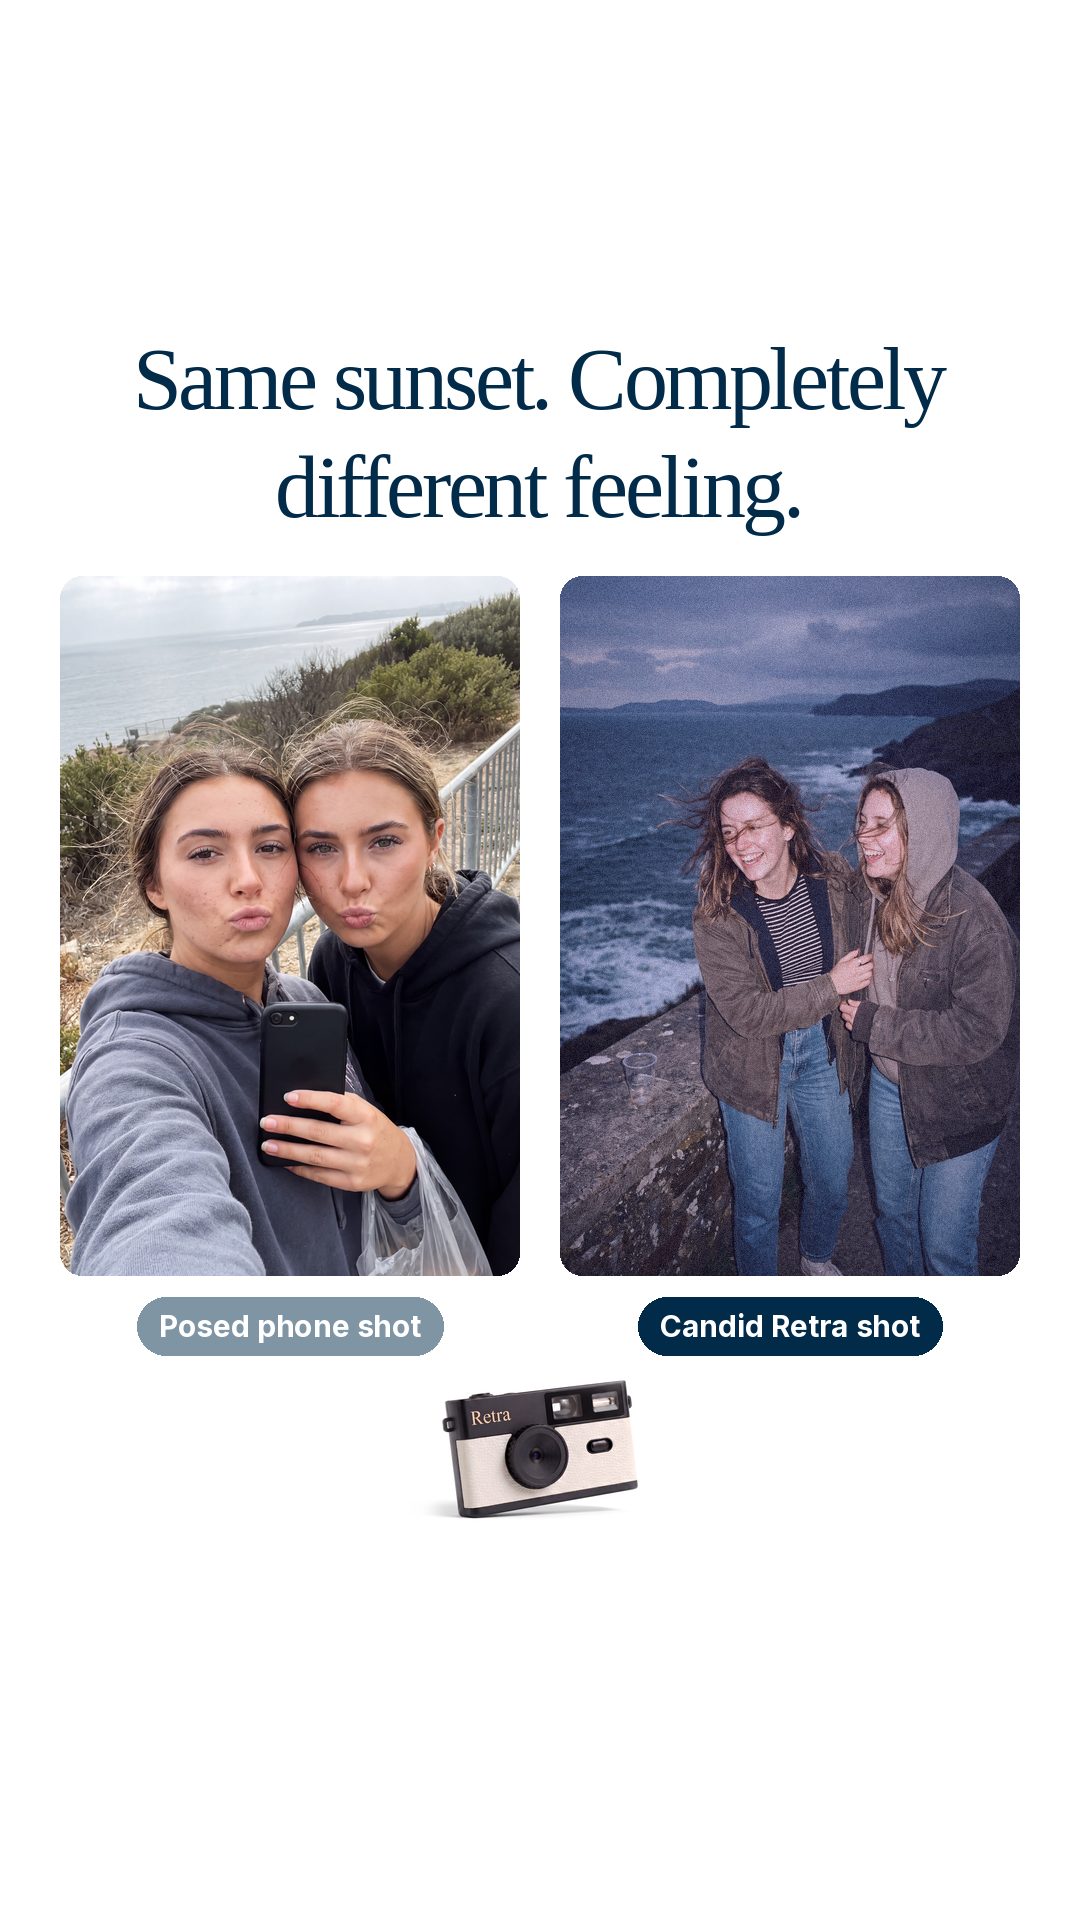 Same sunset. Completely
different feeling.
Posed phone shot
Candid Retra shot
Retra